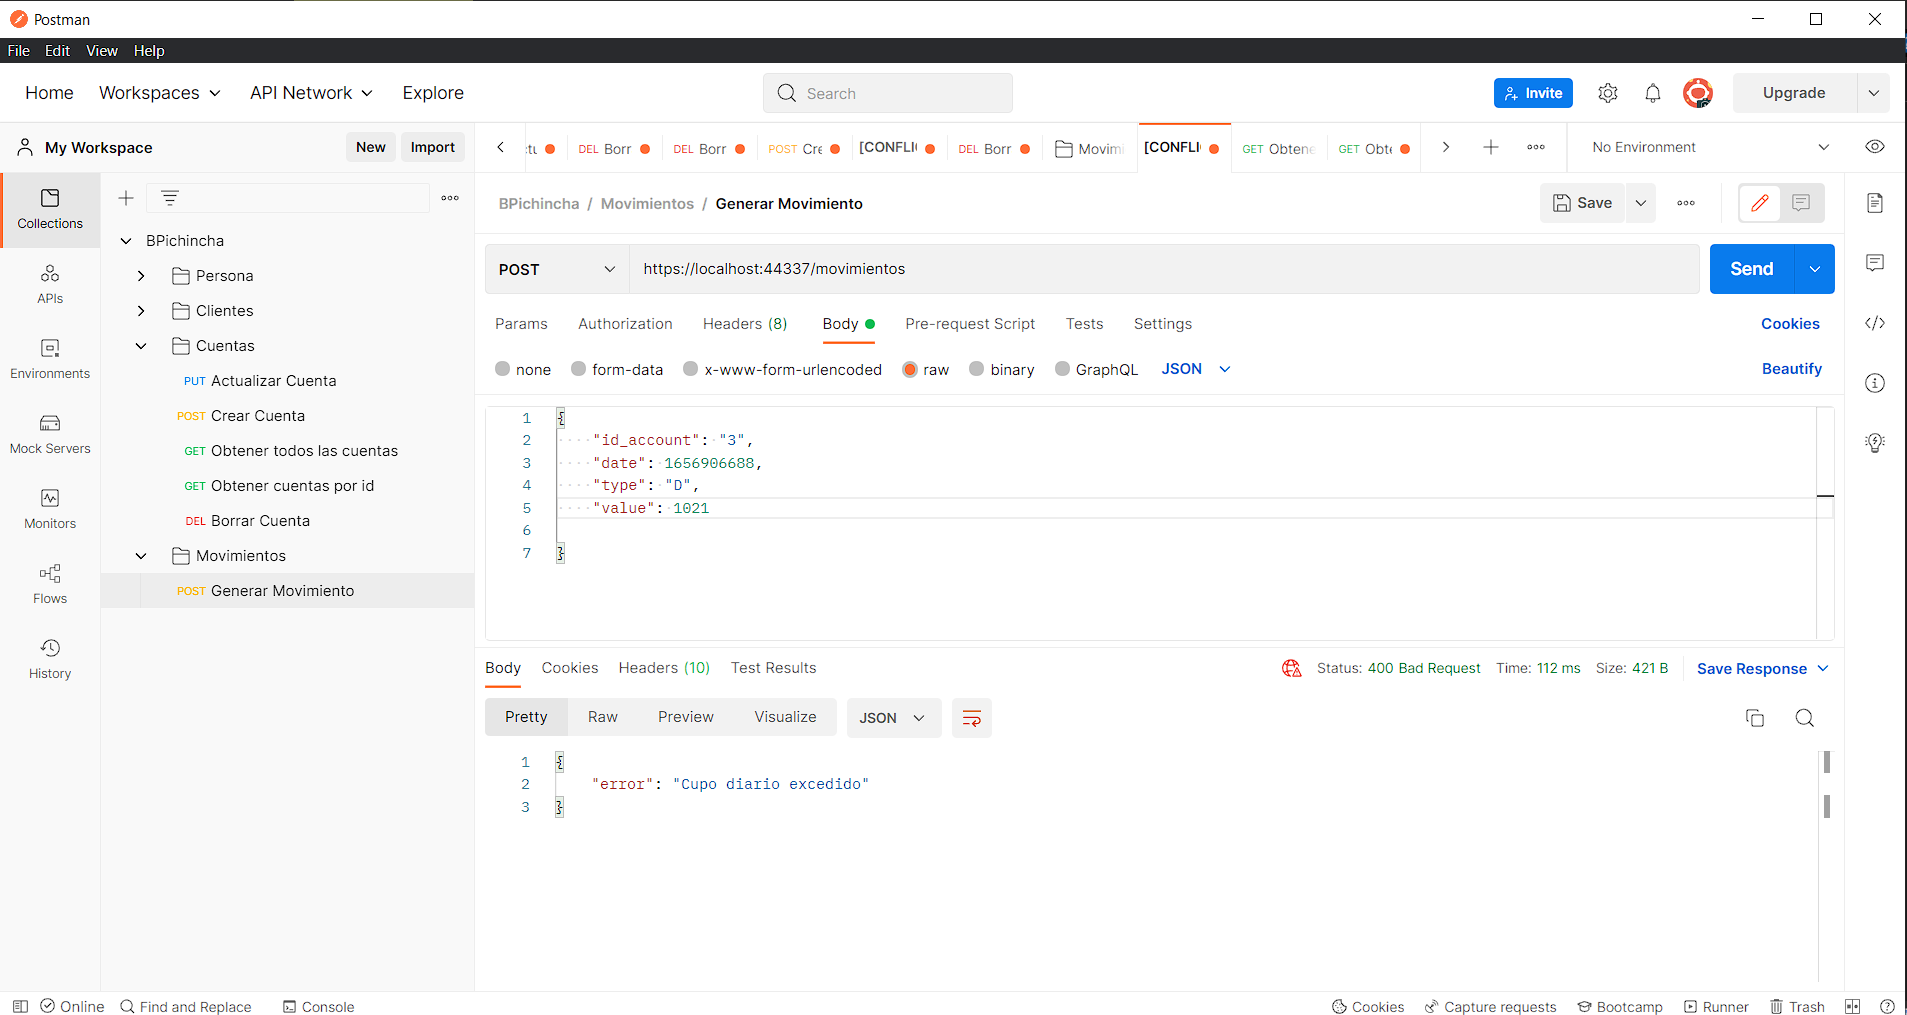 Postman
File Edit View Help
Home Workspaces API Network Explore Search Invite Upgrade
My Workspace New Import
DEL Borr DEL Borr POST Cre [CONFLI DEL Borr Movimi [CONFLI GET Obtene GET Obte No Environment
Collections
APIs
Environments
Mock Servers
Monitors
Flows
History
BPichincha
Persona
Clientes
Cuentas
PUT Actualizar Cuenta
POST Crear Cuenta
GET Obtener todos las cuentas
GET Obtener cuentas por id
DEL Borrar Cuenta
Movimientos
POST Generar Movimiento
BPichincha / Movimientos / Generar Movimiento Save
POST https://localhost:44337/movimientos Send
Params Authorization Headers (8) Body Pre-request Script Tests Settings Cookies
none form-data x-www-form-urlencoded raw binary GraphQL JSON Beautify
1 {
2 "id_account": "3",
3 "date": 1656906688,
4 "type": "D",
5 "value": 1021
6
7 }
Body Cookies Headers (10) Test Results Status: 400 Bad Request Time: 112 ms Size: 421 B Save Response
Pretty Raw Preview Visualize JSON
1 {
2 "error": "Cupo diario excedido"
3 }
Online Find and Replace Console Cookies Capture requests Bootcamp Runner Trash